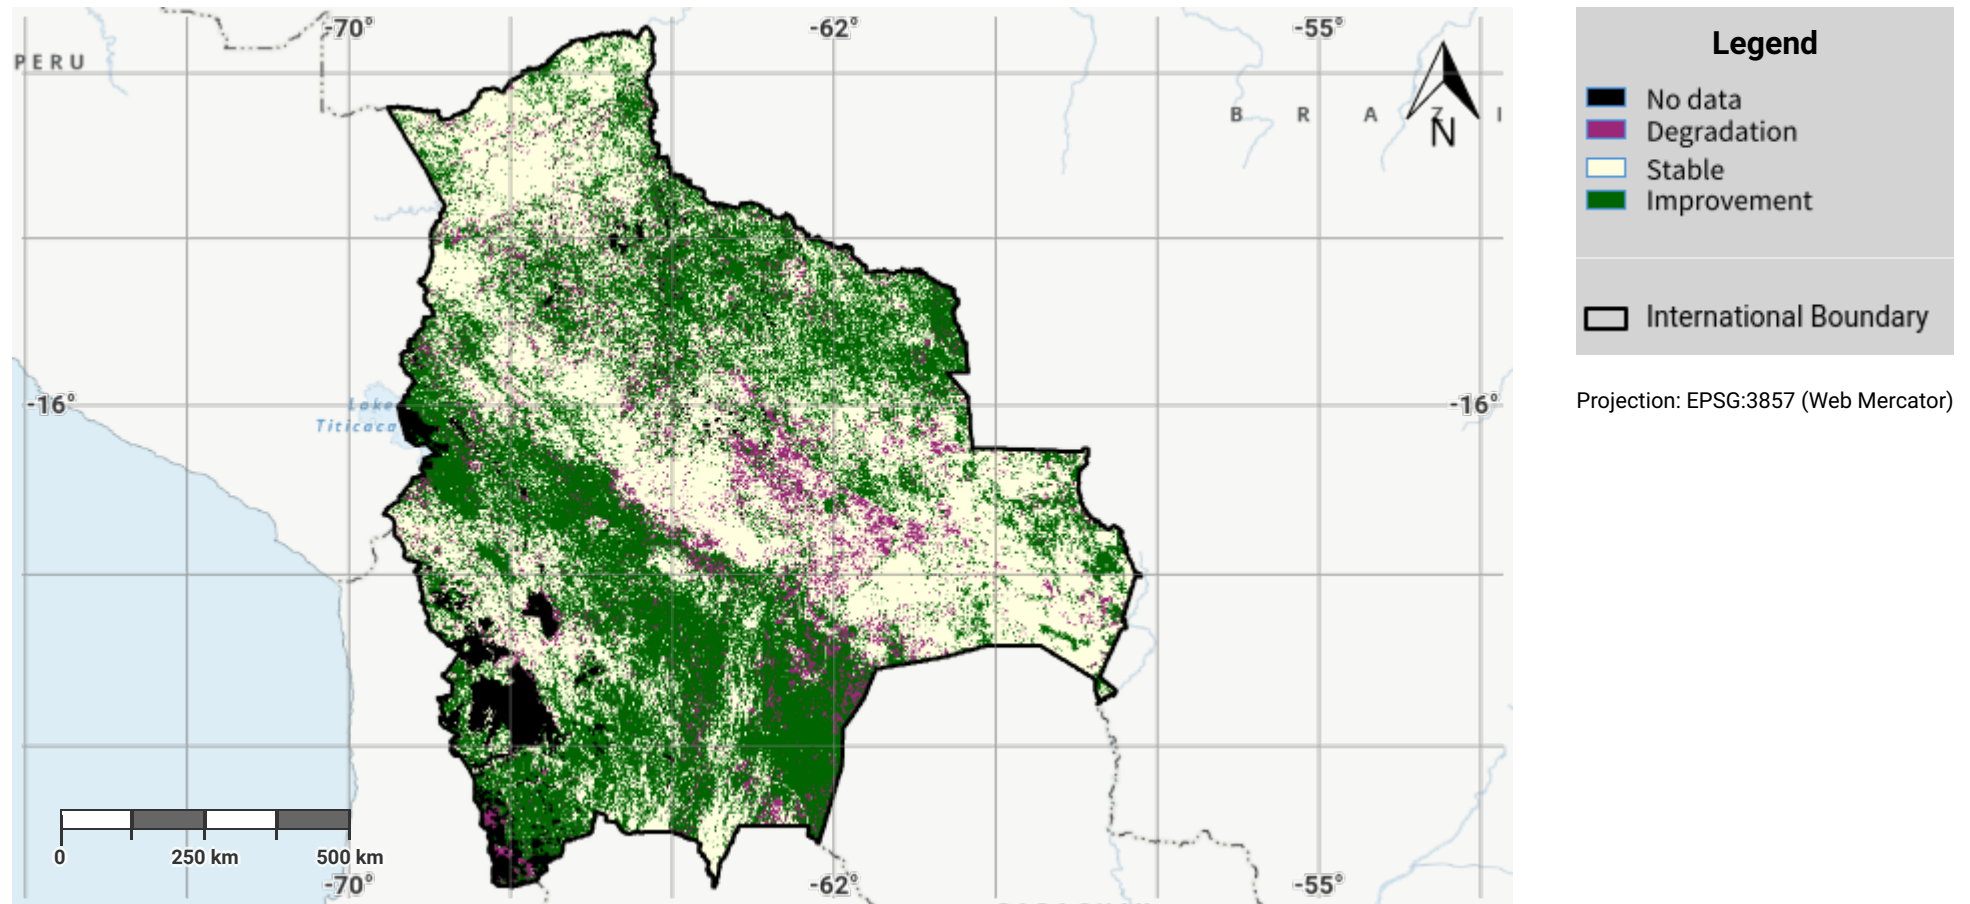 -70°
-62°
-55°
PERU
B R A Z I
N
-16°
-16°
Lake
Titicaca
0
250 km
500 km
-70°
-62°
-55°
Legend
No data
Degradation
Stable
Improvement
International Boundary
Projection: EPSG:3857 (Web Mercator)